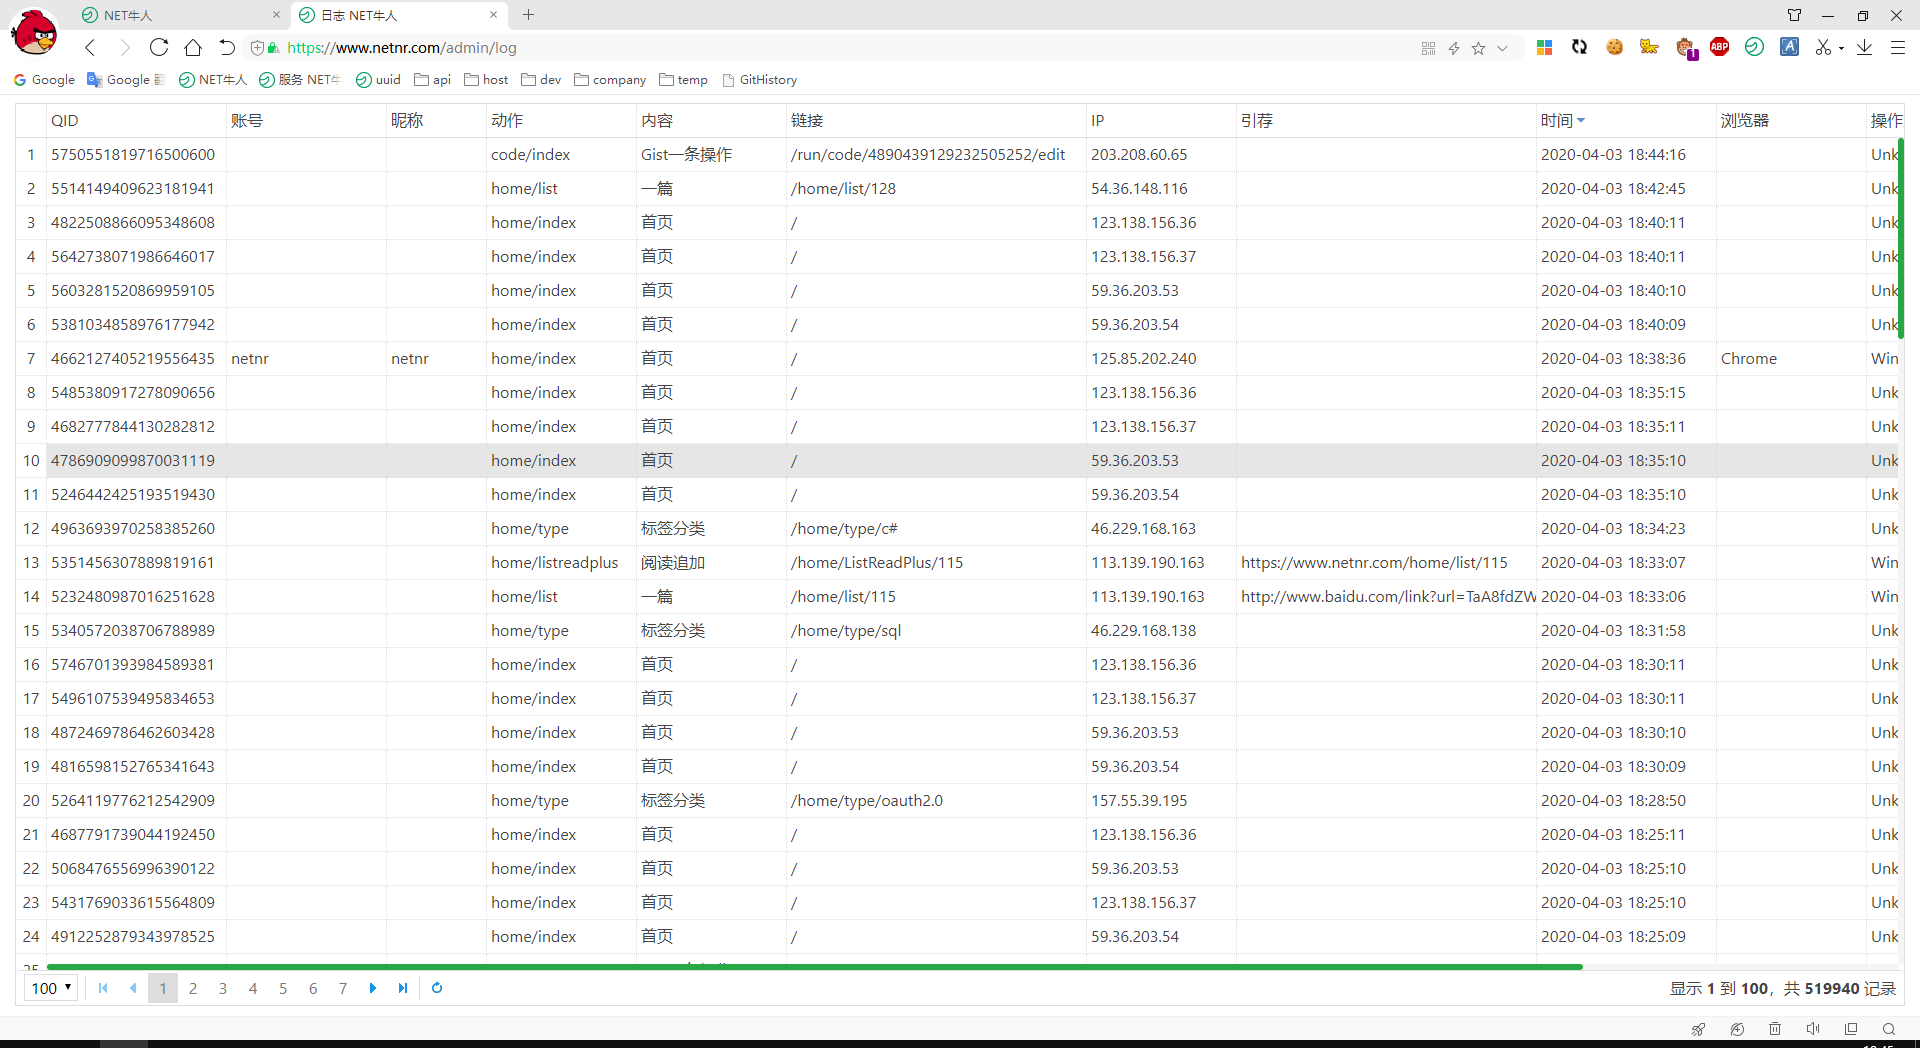 NET牛人
日志 NET牛人
https://www.netnr.com/admin/log
ABP
1
Google
Google
NET牛人
服务 NET
uuid
api
host
dev
company
temp
GitHistory
QID 账号 昵称 动作 内容 链接 IP 引荐 时间 浏览器 操作
1 5750551819716500600 code/index Gist一条操作 /run/code/4890439129232505252/edit 203.208.60.65 2020-04-03 18:44:16 Unk
2 5514149409623181941 home/list 一篇 /home/list/128 54.36.148.116 2020-04-03 18:42:45 Unk
3 4822508866095348608 home/index 首页 / 123.138.156.36 2020-04-03 18:40:11 Unk
4 5642738071986646017 home/index 首页 / 123.138.156.37 2020-04-03 18:40:11 Unk
5 5603281520869959105 home/index 首页 / 59.36.203.53 2020-04-03 18:40:10 Unk
6 5381034858976177942 home/index 首页 / 59.36.203.54 2020-04-03 18:40:09 Unk
7 4662127405219556435 netnr netnr home/index 首页 / 125.85.202.240 2020-04-03 18:38:36 Chrome Win
8 5485380917278090656 home/index 首页 / 123.138.156.36 2020-04-03 18:35:15 Unk
9 4682777844130282812 home/index 首页 / 123.138.156.37 2020-04-03 18:35:11 Unk
10 4786909099870031119 home/index 首页 / 59.36.203.53 2020-04-03 18:35:10 Unk
11 5246442425193519430 home/index 首页 / 59.36.203.54 2020-04-03 18:35:10 Unk
12 4963693970258385260 home/type 标签分类 /home/type/c# 46.229.168.163 2020-04-03 18:34:23 Unk
13 5351456307889819161 home/listreadplus 阅读追加 /home/ListReadPlus/115 113.139.190.163 https://www.netnr.com/home/list/115 2020-04-03 18:33:07 Win
14 5232480987016251628 home/list 一篇 /home/list/115 113.139.190.163 http://www.baidu.com/link?url=TaA8fdZW 2020-04-03 18:33:06 Win
15 5340572038706788989 home/type 标签分类 /home/type/sql 46.229.168.138 2020-04-03 18:31:58 Unk
16 5746701393984589381 home/index 首页 / 123.138.156.36 2020-04-03 18:30:11 Unk
17 5496107539495834653 home/index 首页 / 123.138.156.37 2020-04-03 18:30:11 Unk
18 4872469786462603428 home/index 首页 / 59.36.203.53 2020-04-03 18:30:10 Unk
19 4816598152765341643 home/index 首页 / 59.36.203.54 2020-04-03 18:30:09 Unk
20 5264119776212542909 home/type 标签分类 /home/type/oauth2.0 157.55.39.195 2020-04-03 18:28:50 Unk
21 4687791739044192450 home/index 首页 / 123.138.156.36 2020-04-03 18:25:11 Unk
22 5068476556996390122 home/index 首页 / 59.36.203.53 2020-04-03 18:25:10 Unk
23 5431769033615564809 home/index 首页 / 123.138.156.37 2020-04-03 18:25:10 Unk
24 4912252879343978525 home/index 首页 / 59.36.203.54 2020-04-03 18:25:09 Unk
100 1 2 3 4 5 6 7 显示 1 到 100，共 519940 记录